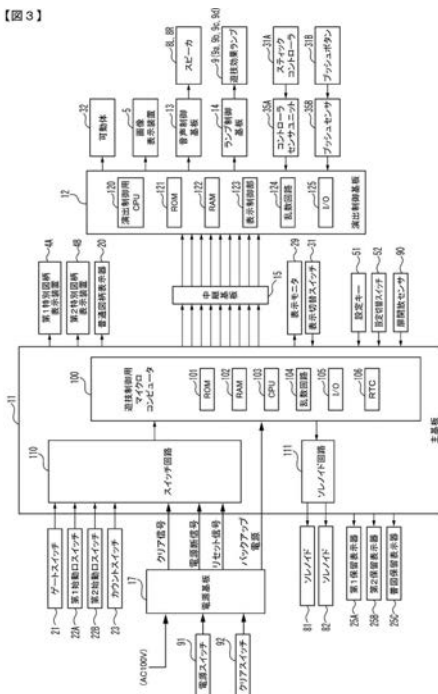 【図３】
32
可動体
5
画像
表示装置
13
音声制御
基板
8L, 8R
スピーカ
14
ランプ制御
基板
9 (9a, 9b, 9c, 9d)
遊技効果ランプ
35A
コントローラ
センサユニット
31A
スティック
コントローラ
35B
プッシュセンサ
31B
プッシュボタン
12
120
演出制御用
CPU
121
ROM
122
RAM
123
表示制御部
124
乱数回路
125
I/O
演出制御基板
15
中継基板
4A
第1特別図柄
表示装置
4B
第2特別図柄
表示装置
20
普通図柄表示器
29
表示モニタ
31
表示切替スイッチ
51
設定キー
52
設定切替スイッチ
90
扉開放センサ
11
主基板
100
遊技制御用
マイクロ
コンピュータ
101
ROM
102
RAM
103
CPU
104
乱数回路
105
I/O
106
RTC
110
スイッチ回路
111
ソレノイド回路
21
ゲートスイッチ
22A
第1始動口スイッチ
22B
第2始動口スイッチ
23
カウントスイッチ
クリア信号
電源断信号
リセット信号
バックアップ
電源
17
電源基板
(AC100V)
91
電源スイッチ
92
クリアスイッチ
81
ソレノイド
82
ソレノイド
25A
第1保留表示器
25B
第2保留表示器
25C
普図保留表示器